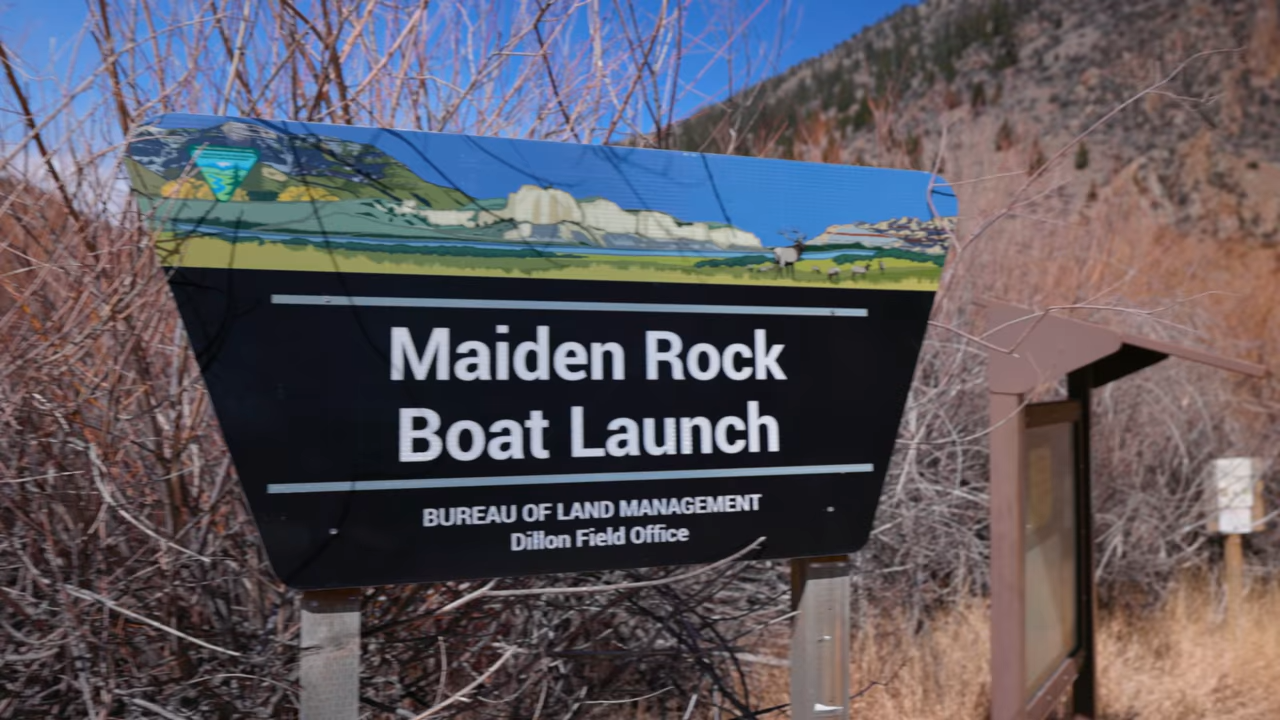 Maiden Rock
Boat Launch
BUREAU OF LAND MANAGEMENT
Dillon Field Office